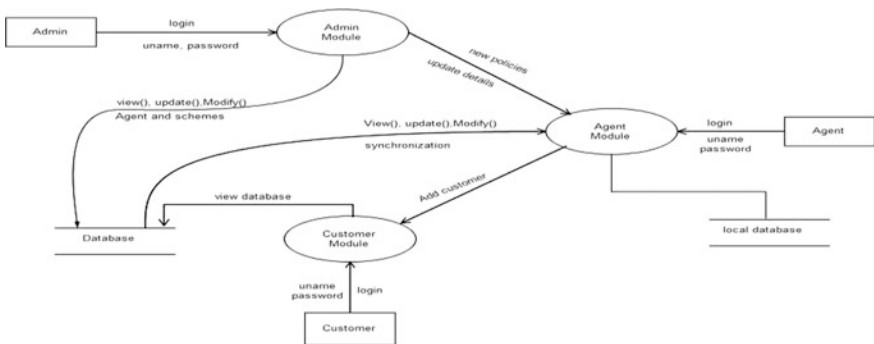 Admin
login
uname, password
Admin
Module
new policies
update details
view(), update().Modify()
Agent and schemes
View(), update().Modify()
synchronization
Agent
Module
login
uname
password
Agent
Add customer
view database
Database
Customer
Module
local database
uname
password
login
Customer